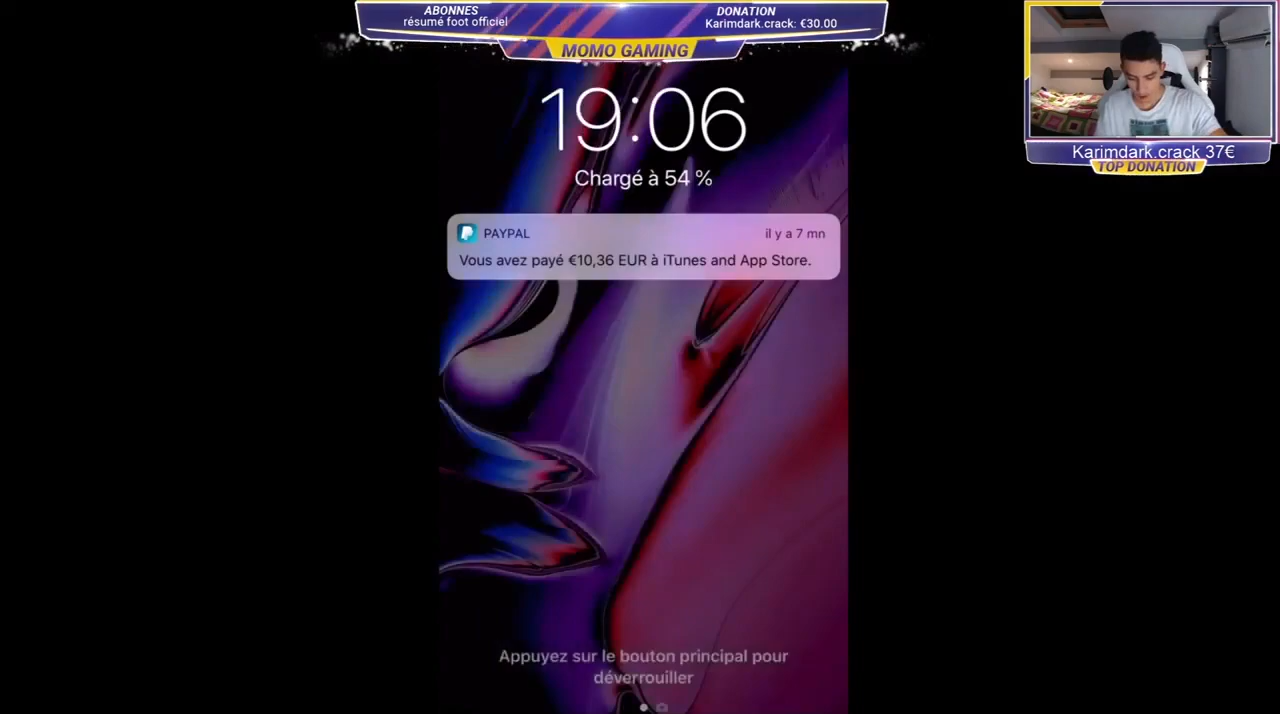 ABONNES
résumé foot officiel
DONATION
Karimdark.crack: €30.00
MOMO GAMING
19:06
Chargé à 54 %
PAYPAL
il y a 7 mn
Vous avez payé €10,36 EUR à iTunes and App Store.
Appuyez sur le bouton principal pour
déverrouiller
Karimdark.crack 37€
TOP DONATION